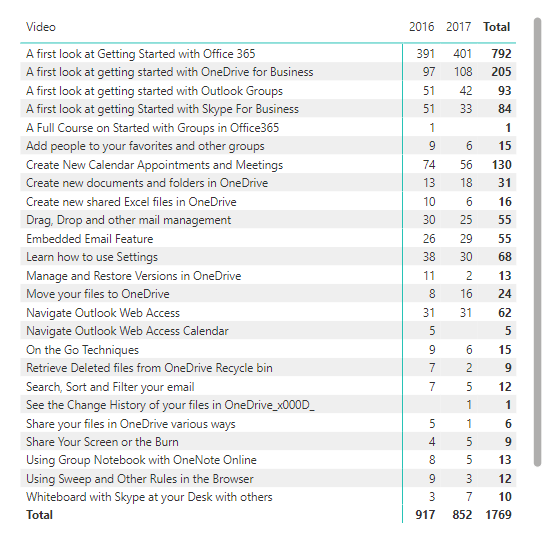 Video 2016 2017 Total
A first look at Getting Started with Office 365 391 401 792
A first look at getting started with OneDrive for Business 97 108 205
A first look at getting started with Outlook Groups 51 42 93
A first look at getting Started with Skype For Business 51 33 84
A Full Course on Started with Groups in Office365 1 1
Add people to your favorites and other groups 9 6 15
Create New Calendar Appointments and Meetings 74 56 130
Create new documents and folders in OneDrive 13 18 31
Create new shared Excel files in OneDrive 10 6 16
Drag, Drop and other mail management 30 25 55
Embedded Email Feature 26 29 55
Learn how to use Settings 38 30 68
Manage and Restore Versions in OneDrive 11 2 13
Move your files to OneDrive 8 16 24
Navigate Outlook Web Access 31 31 62
Navigate Outlook Web Access Calendar 5 5
On the Go Techniques 9 6 15
Retrieve Deleted files from OneDrive Recycle bin 7 2 9
Search, Sort and Filter your email 7 5 12
See the Change History of your files in OneDrive_x000D_ 1 1
Share your files in OneDrive various ways 5 1 6
Share Your Screen or the Burn 4 5 9
Using Group Notebook with OneNote Online 8 5 13
Using Sweep and Other Rules in the Browser 9 3 12
Whiteboard with Skype at your Desk with others 3 7 10
Total 917 852 1769